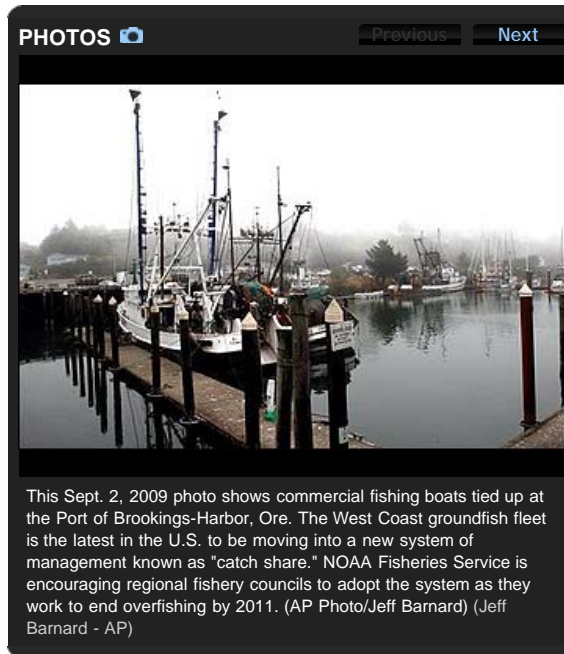 PHOTOS
Previous
Next
This Sept. 2, 2009 photo shows commercial fishing boats tied up at
the Port of Brookings-Harbor, Ore. The West Coast groundfish fleet
is the latest in the U.S. to be moving into a new system of
management known as "catch share." NOAA Fisheries Service is
encouraging regional fishery councils to adopt the system as they
work to end overfishing by 2011. (AP Photo/Jeff Barnard) (Jeff
Barnard - AP)